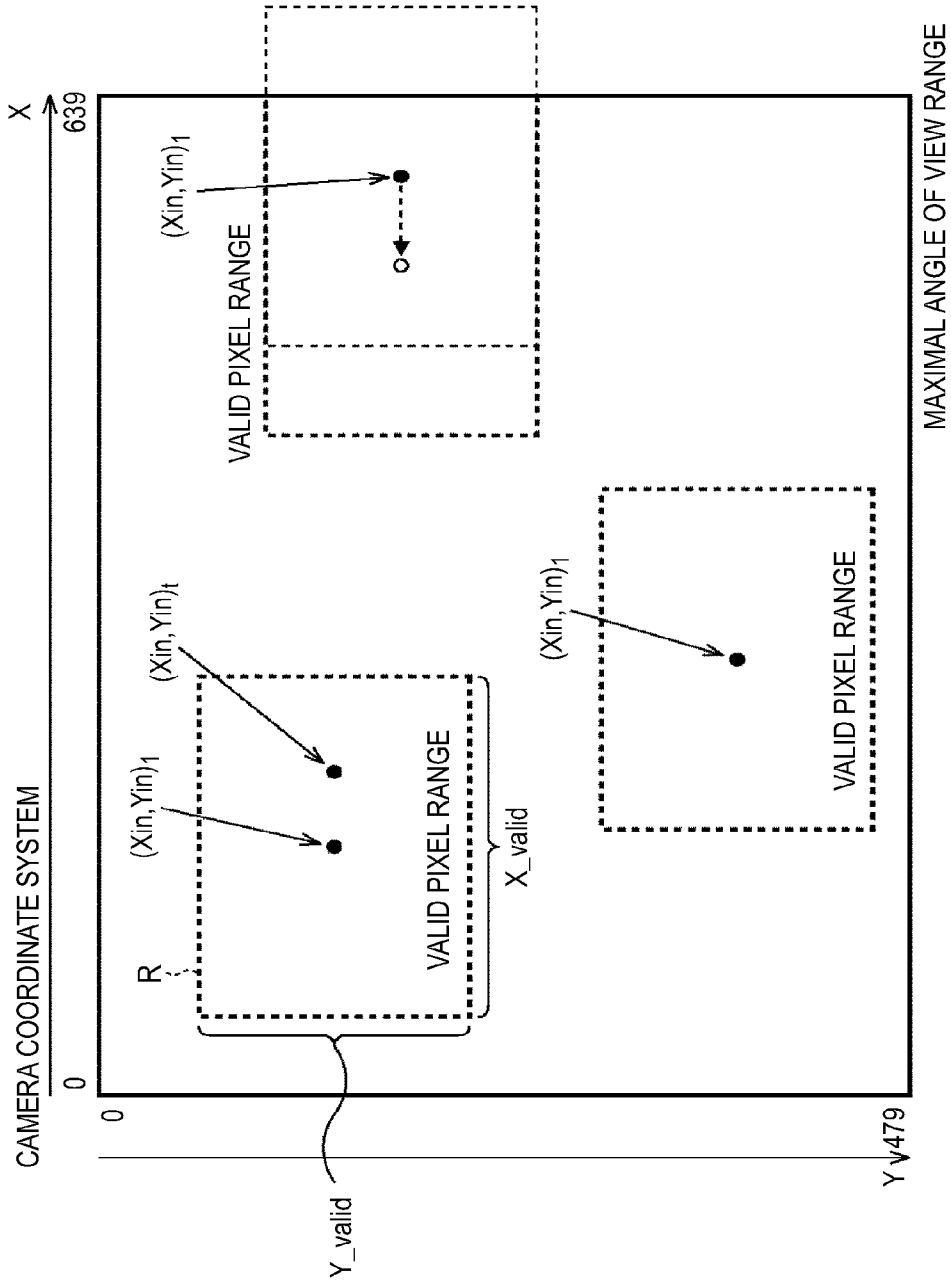 CAMERA COORDINATE SYSTEM
X
0
639
0
Y
479
(Xin,Yin)1
(Xin,Yin)t
R
VALID PIXEL RANGE
X_valid
Y_valid
(Xin,Yin)1
VALID PIXEL RANGE
(Xin,Yin)1
VALID PIXEL RANGE
MAXIMAL ANGLE OF VIEW RANGE